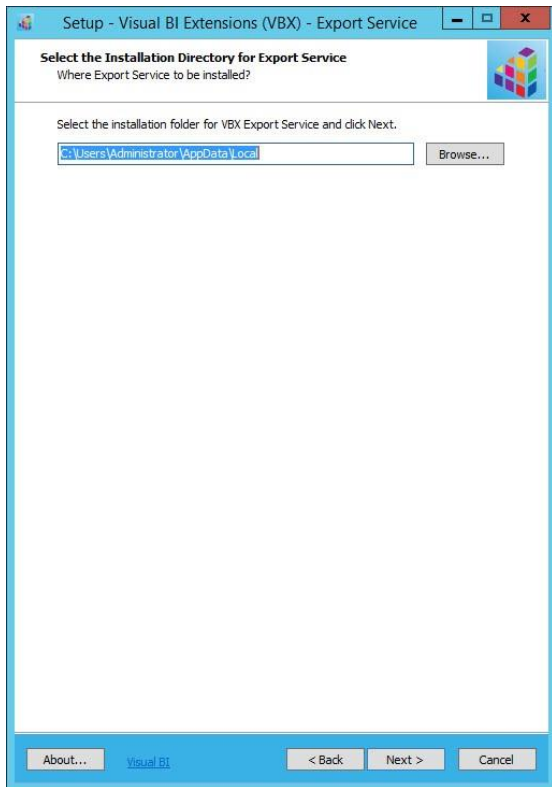 Setup - Visual BI Extensions (VBX) - Export Service
Select the Installation Directory for Export Service
Where Export Service to be installed?
Select the installation folder for VBX Export Service and click Next.
C:\Users\Administrator\AppData\Local
Browse...
About...
Visual BI
< Back
Next >
Cancel